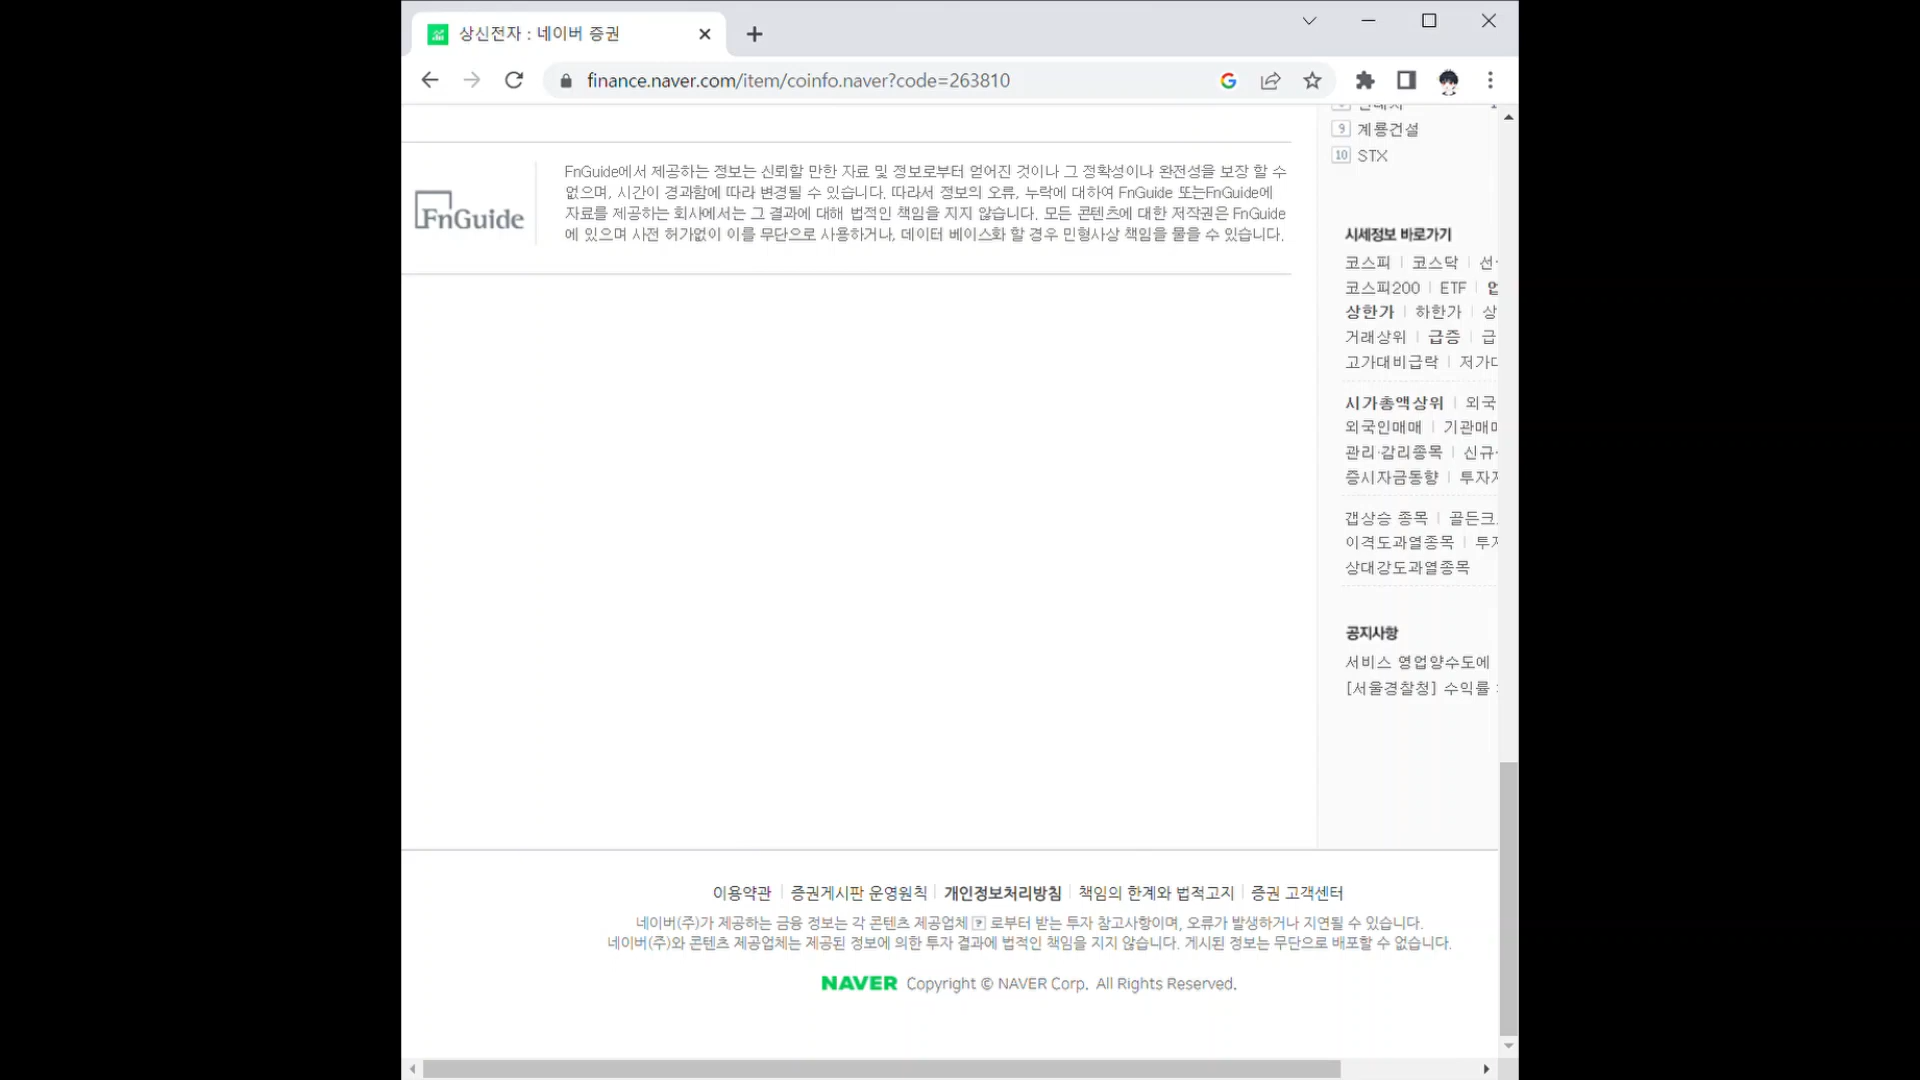 상신전자 : 네이버 증권
finance.naver.com/item/coinfo.naver?code=263810
9 계룡건설
10 STX
FnGuide
FnGuide에서 제공하는 정보는 신뢰할 만한 자료 및 정보로부터 얻어진 것이나 그 정확성이나 완전성을 보장 할 수
없으며, 시간이 경과함에 따라 변경될 수 있습니다. 따라서 정보의 오류, 누락에 대하여 FnGuide 또는FnGuide에
자료를 제공하는 회사에서는 그 결과에 대해 법적인 책임을 지지 않습니다. 모든 콘텐츠에 대한 저작권은 FnGuide
에 있으며 사전 허가없이 이를 무단으로 사용하거나, 데이터 베이스화 할 경우 민형사상 책임을 물을 수 있습니다.
시세정보 바로가기
코스피 코스닥 선
코스피200 ETF 업
상한가 하한가 상
거래상위 급증 급
고가대비급락 저가
시가총액상위 외국
외국인매매 기관매매
관리·감리종목 신규
증시자금동향 투자
갭상승 종목 골든크
이격도과열종목 투
상대강도과열종목
공지사항
서비스 영업양수도에
[서울경찰청] 수익률
이용약관 증권게시판 운영원칙 개인정보처리방침 책임의 한계와 법적고지 증권 고객센터
네이버(주)가 제공하는 금융 정보는 각 콘텐츠 제공업체 ? 로부터 받는 투자 참고사항이며, 오류가 발생하거나 지연될 수 있습니다.
네이버(주)와 콘텐츠 제공업체는 제공된 정보에 의한 투자 결과에 법적인 책임을 지지 않습니다. 게시된 정보는 무단으로 배포할 수 없습니다.
NAVER Copyright © NAVER Corp. All Rights Reserved.